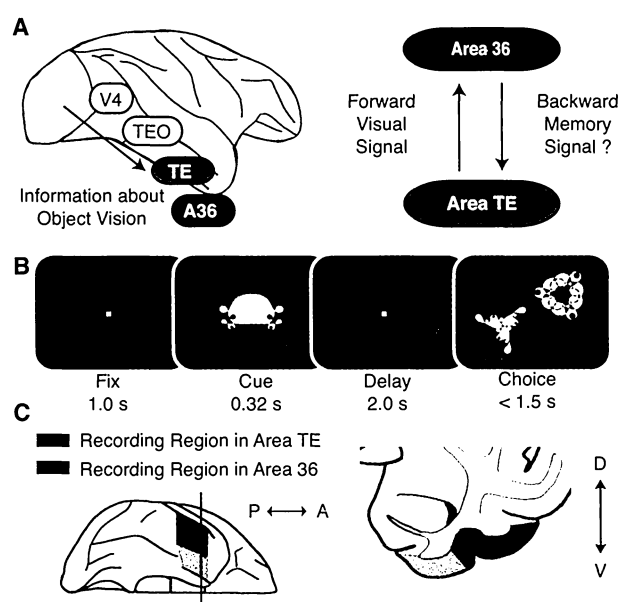 A
V4
TEO
TE
A36
Information about
Object Vision
Area 36
Forward
Visual
Signal
Backward
Memory
Signal ?
Area TE
B
Fix
1.0 s
Cue
0.32 s
Delay
2.0 s
Choice
< 1.5 s
C
Recording Region in Area TE
Recording Region in Area 36
P A
D
V